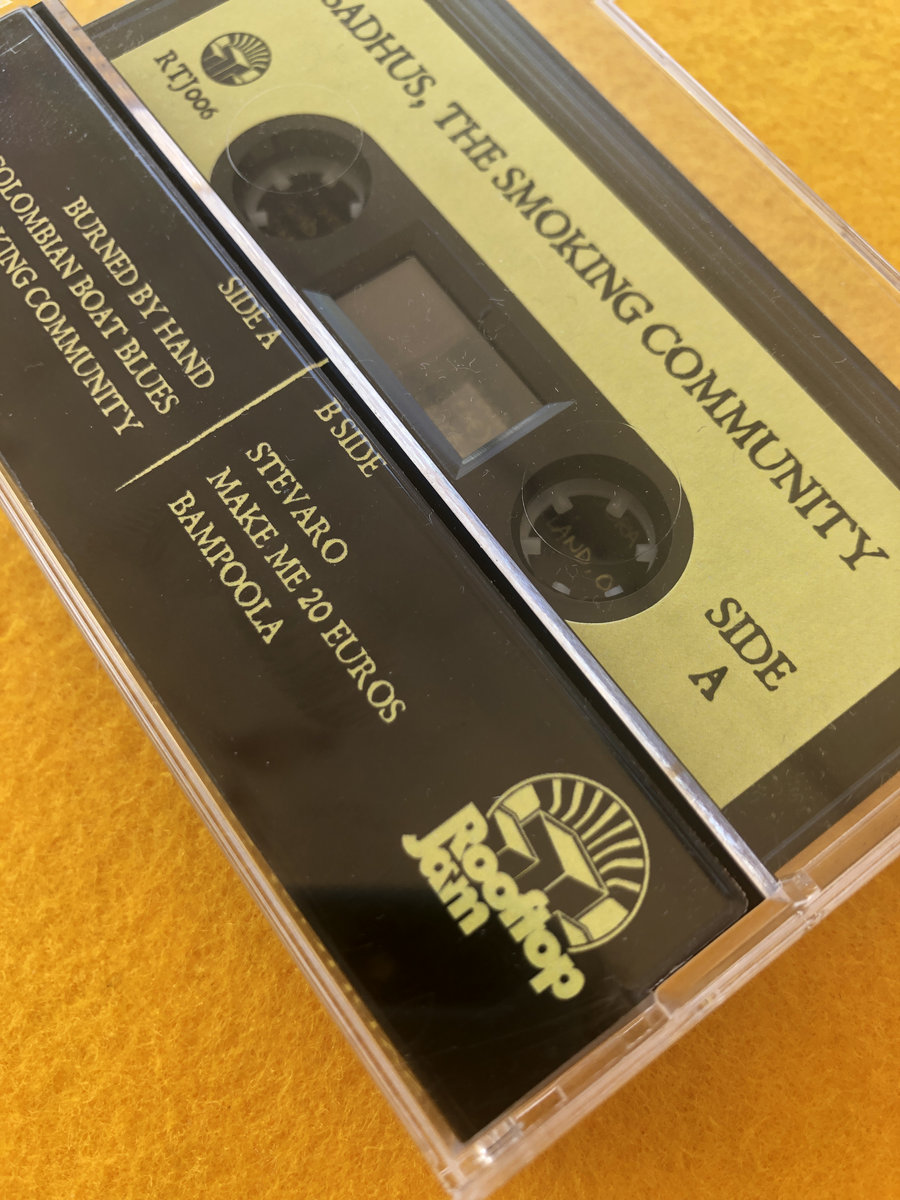 SADHUS, THE SMOKING COMMUNITY
RTJ006
SIDE
A
SIDE A
BURNED BY HAND
COLOMBIAN BOAT BLUES
KING COMMUNITY
B SIDE
STEVARO
MAKE ME 20 EUROS
BAMPOOLA
Rooftop
Jam